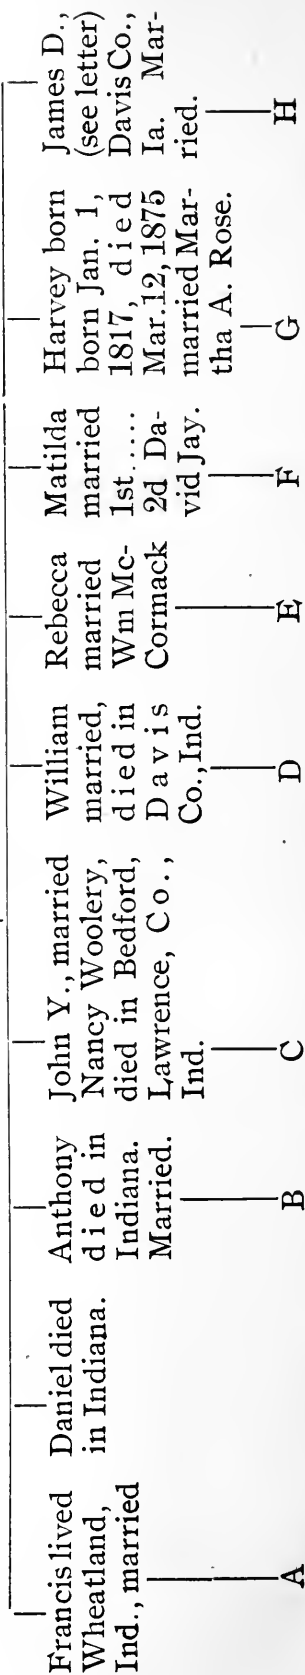 Francis lived
Wheatland,
Ind., married
A
Daniel died
in Indiana.
Anthony
died in
Indiana.
Married.
B
John Y., married
Nancy Woolery,
died in Bedford,
Lawrence, Co.,
Ind.
C
William
married,
died in
Davis
Co., Ind.
D
Rebecca
married
Wm Mc-
Cormack
E
Matilda
married
1st......
2d Da-
vid Jay.
F
Harvey born
born Jan. 1,
1817, died
Mar. 12, 1875
married Mar-
tha A. Rose.
G
James D.,
(see letter)
Davis Co.,
Ia. Mar-
ried.
H